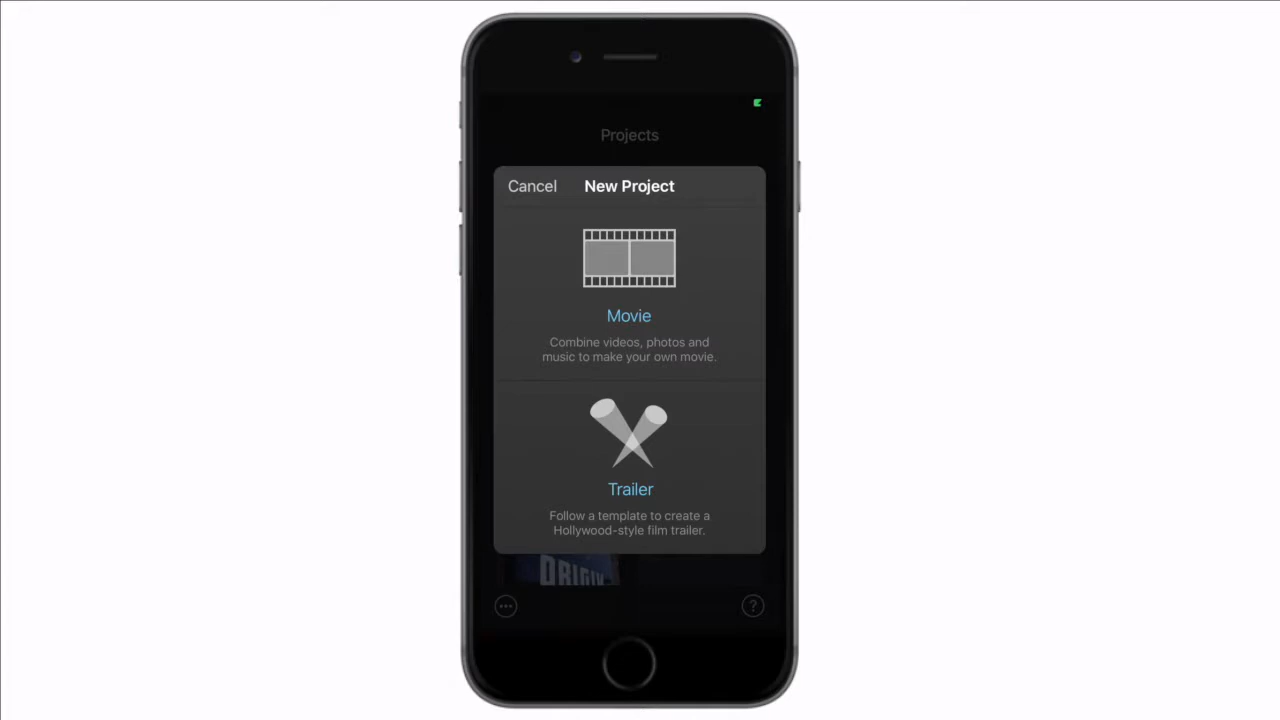 Projects
Cancel
New Project
Movie
Combine videos, photos and
music to make your own movie.
Trailer
Follow a template to create a
Hollywood-style film trailer.
?